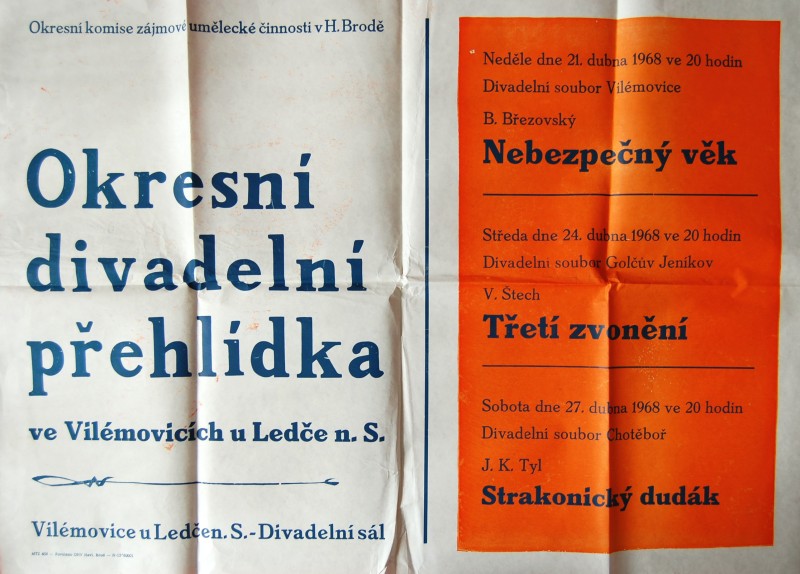 Okresní komise zájmové umělecké činnosti v H. Brodě
Okresní
divadelní
přehlídka
ve Vilémovicích u Ledče n. S.
Vilémovice u Ledče n. S. - Divadelní sál
Neděle dne 21. dubna 1968 ve 20 hodin
Divadelní soubor Vilémovice
B. Březovský
Nebezpečný věk
Středa dne 24. dubna 1968 ve 20 hodin
Divadelní soubor Golčův Jeníkov
V. Štech
Třetí zvonění
Sobota dne 27. dubna 1968 ve 20 hodin
Divadelní soubor Chotěboř
J. K. Tyl
Strakonický dudák